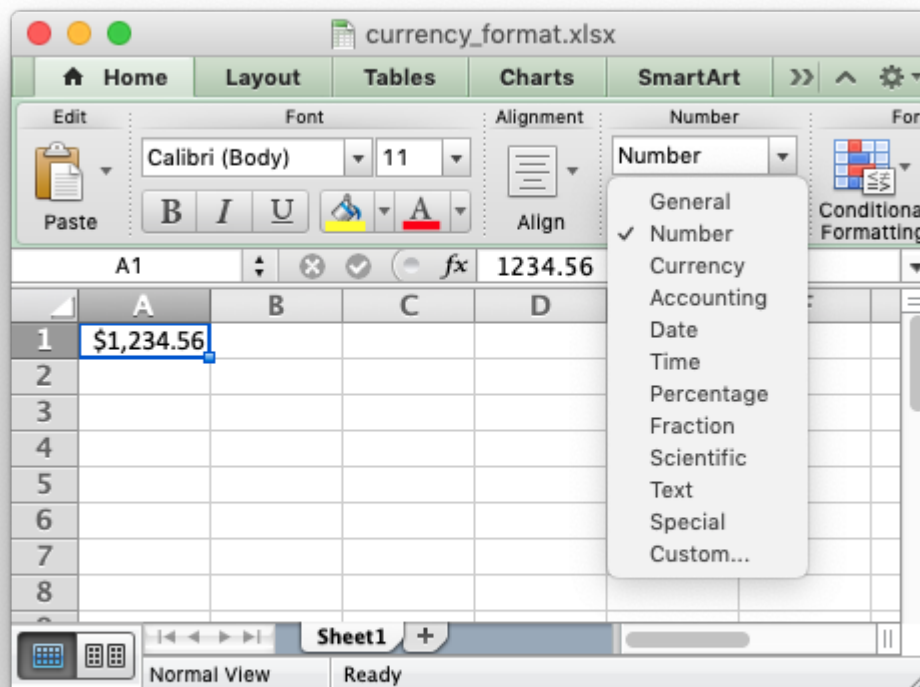 currency_format.xlsx
Home Layout Tables Charts SmartArt
Edit Font Alignment Number For
Calibri (Body) 11 Number
Paste B I U A Align Conditiona
Formatting
A1 fx 1234.56
A B C D F
1 $1,234.56
2
3
4
5
6
7
8
General
✓ Number
Currency
Accounting
Date
Time
Percentage
Fraction
Scientific
Text
Special
Custom...
Sheet1 +
Normal View Ready